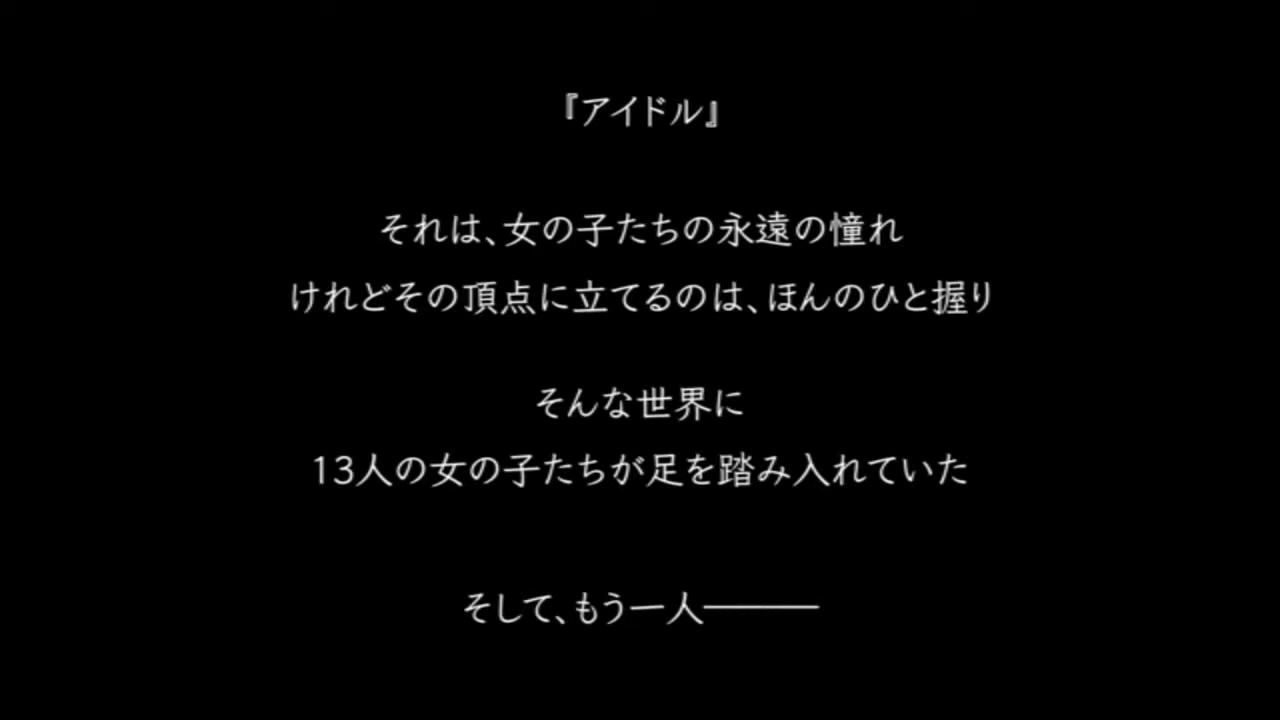 『アイドル』
それは、女の子たちの永遠の憧れ
けれどその頂点に立てるのは、ほんのひと握り
そんな世界に
13人の女の子たちが足を踏み入れていた
そして、もう一人―――